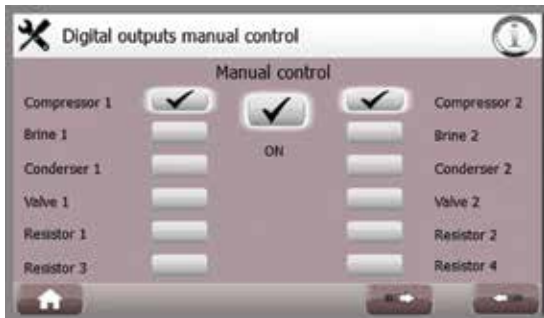 Digital outputs manual control
Manual control
Compressor 1
Compressor 2
Brine 1
Brine 2
ON
Conderser 1
Conderser 2
Valve 1
Valve 2
Resistor 1
Resistor 2
Resistor 3
Resistor 4